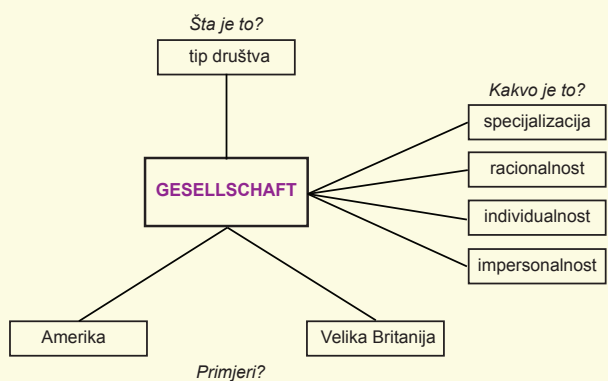 Šta je to?
tip društva
Kakvo je to?
specijalizacija
racionalnost
GESELLSCHAFT
individualnost
impersonalnost
Amerika
Velika Britanija
Primjeri?